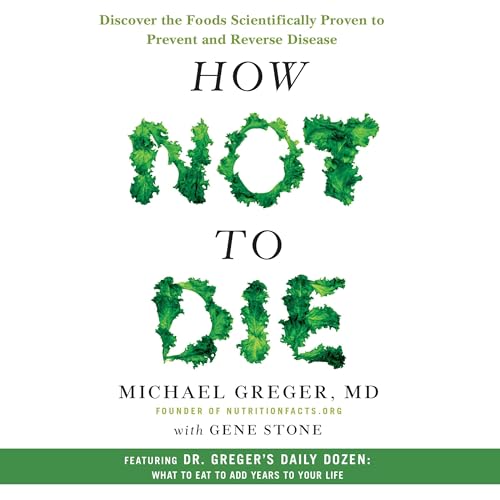 Discover the Foods Scientifically Proven to
Prevent and Reverse Disease
HOW
NOT
TO
DIE
MICHAEL GREGER, MD
FOUNDER OF NUTRITIONFACTS.ORG
with GENE STONE
FEATURING DR. GREGER'S DAILY DOZEN:
WHAT TO EAT TO ADD YEARS TO YOUR LIFE